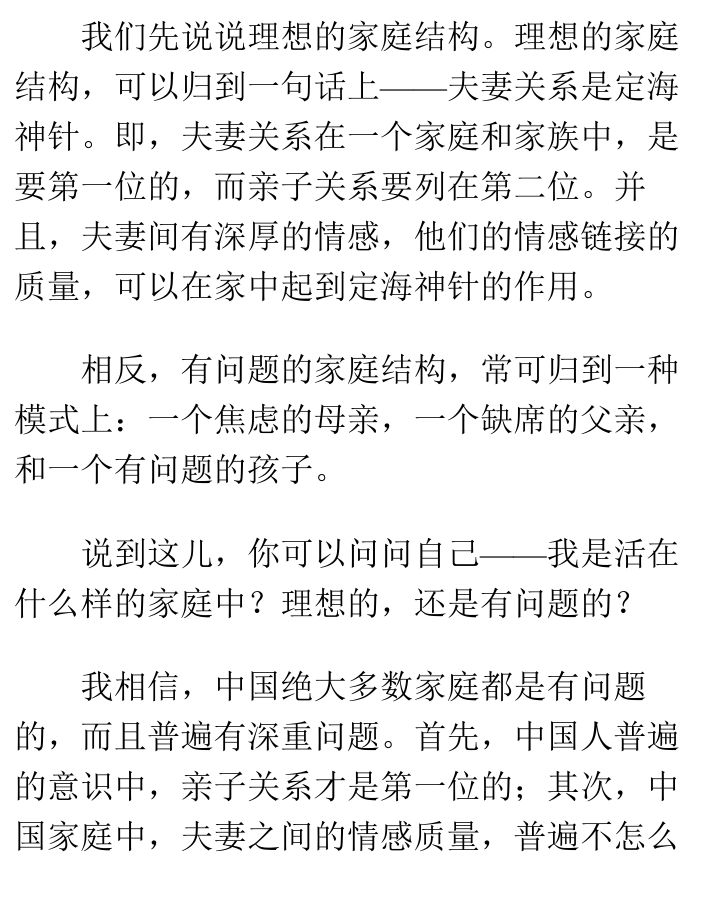 我们先说说理想的家庭结构。理想的家庭
结构，可以归到一句话上——夫妻关系是定海
神针。即，夫妻关系在一个家庭和家族中，是
要第一位的，而亲子关系要列在第二位。并
且，夫妻间有深厚的情感，他们的情感链接的
质量，可以在家中起到定海神针的作用。
相反，有问题的家庭结构，常可归到一种
模式上：一个焦虑的母亲，一个缺席的父亲，
和一个有问题的孩子。
说到这儿，你可以问问自己——我是活在
什么样的家庭中？理想的，还是有问题的？
我相信，中国绝大多数家庭都是有问题
的，而且普遍有深重问题。首先，中国人普遍
的意识中，亲子关系才是第一位的；其次，中
国家庭中，夫妻之间的情感质量，普遍不怎么